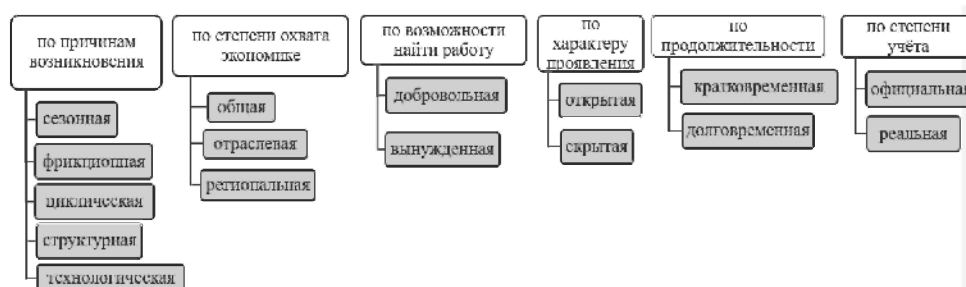 по причинам
возникновения
сезонная
фрикционная
циклическая
структурная
технологическая
по степени охвата
экономике
общая
отраслевая
региональная
по возможности
найти работу
добровольная
вынужденная
по
характеру
проявления
открытая
скрытая
по
продолжительности
кратковременная
долговременная
по степени
учёта
официальная
реальная